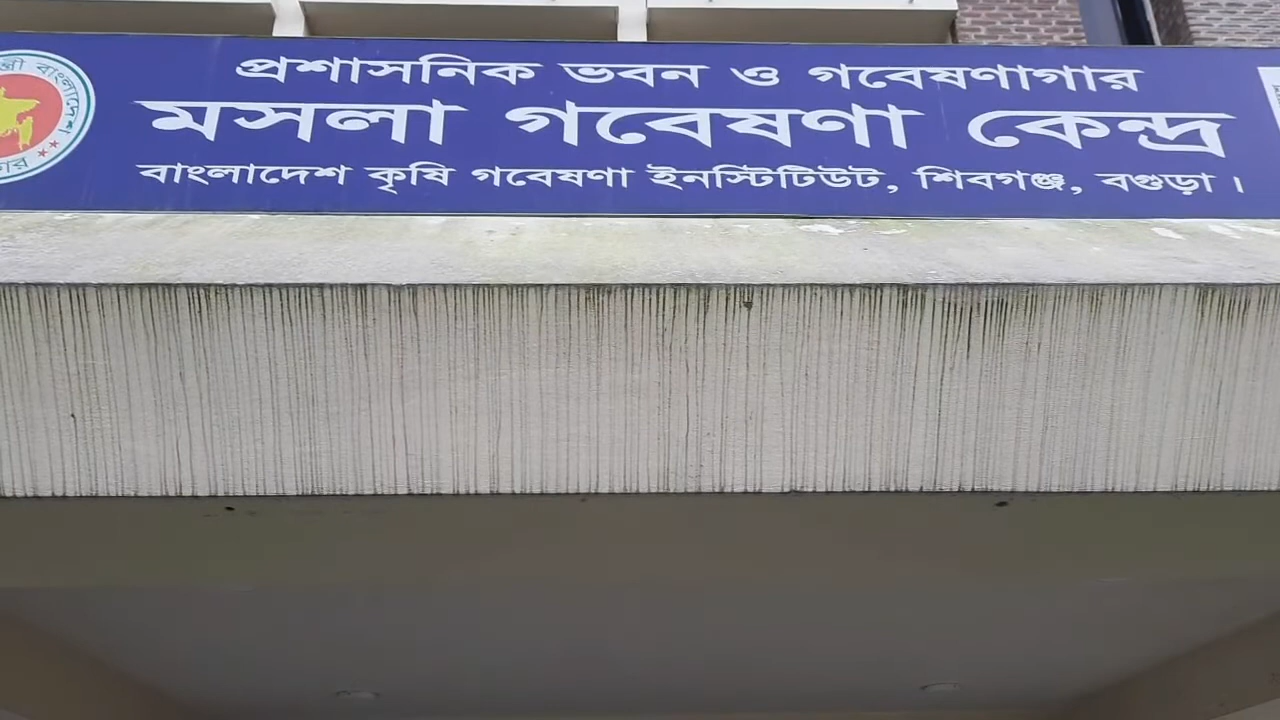 প্রশাসনিক ভবন ও গবেষণাগার
মসলা গবেষণা কেন্দ্র
বাংলাদেশ কৃষি গবেষণা ইনস্টিটিউট, শিবগঞ্জ, বগুড়া।